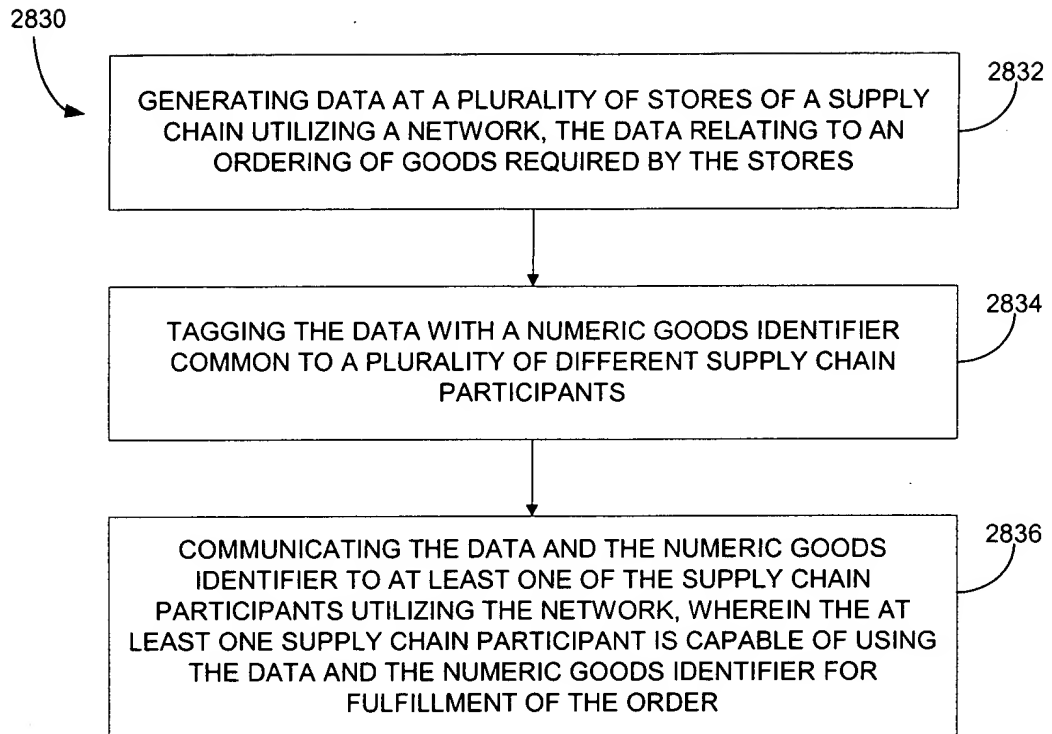 2830
2832
GENERATING DATA AT A PLURALITY OF STORES OF A SUPPLY
CHAIN UTILIZING A NETWORK, THE DATA RELATING TO AN
ORDERING OF GOODS REQUIRED BY THE STORES
2834
TAGGING THE DATA WITH A NUMERIC GOODS IDENTIFIER
COMMON TO A PLURALITY OF DIFFERENT SUPPLY CHAIN
PARTICIPANTS
2836
COMMUNICATING THE DATA AND THE NUMERIC GOODS
IDENTIFIER TO AT LEAST ONE OF THE SUPPLY CHAIN
PARTICIPANTS UTILIZING THE NETWORK, WHEREIN THE AT
LEAST ONE SUPPLY CHAIN PARTICIPANT IS CAPABLE OF USING
THE DATA AND THE NUMERIC GOODS IDENTIFIER FOR
FULFILLMENT OF THE ORDER